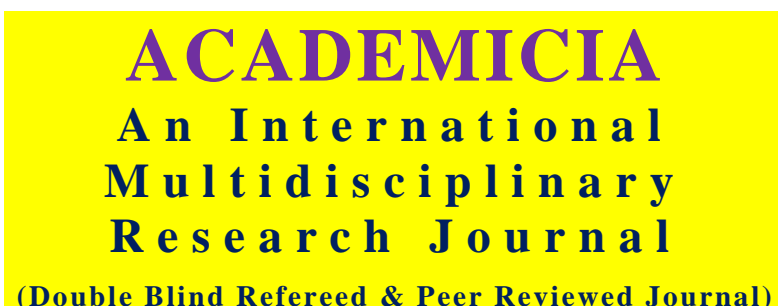 ACADEMICIA
An International
Multidisciplinary
Research Journal
(Double Blind Refereed & Peer Reviewed Journal)